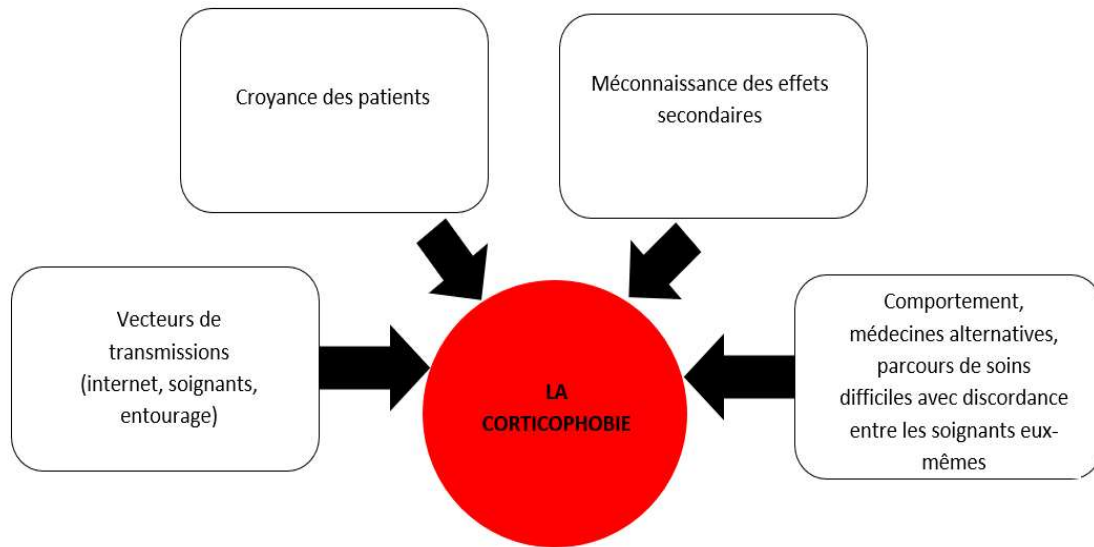 Croyance des patients
Méconnaissance des effets
secondaires
Vecteurs de
transmissions
(internet, soignants,
entourage)
LA
CORTICOPHOBIE
Comportement,
médecines alternatives,
parcours de soins
difficiles avec discordance
entre les soignants eux-
mêmes